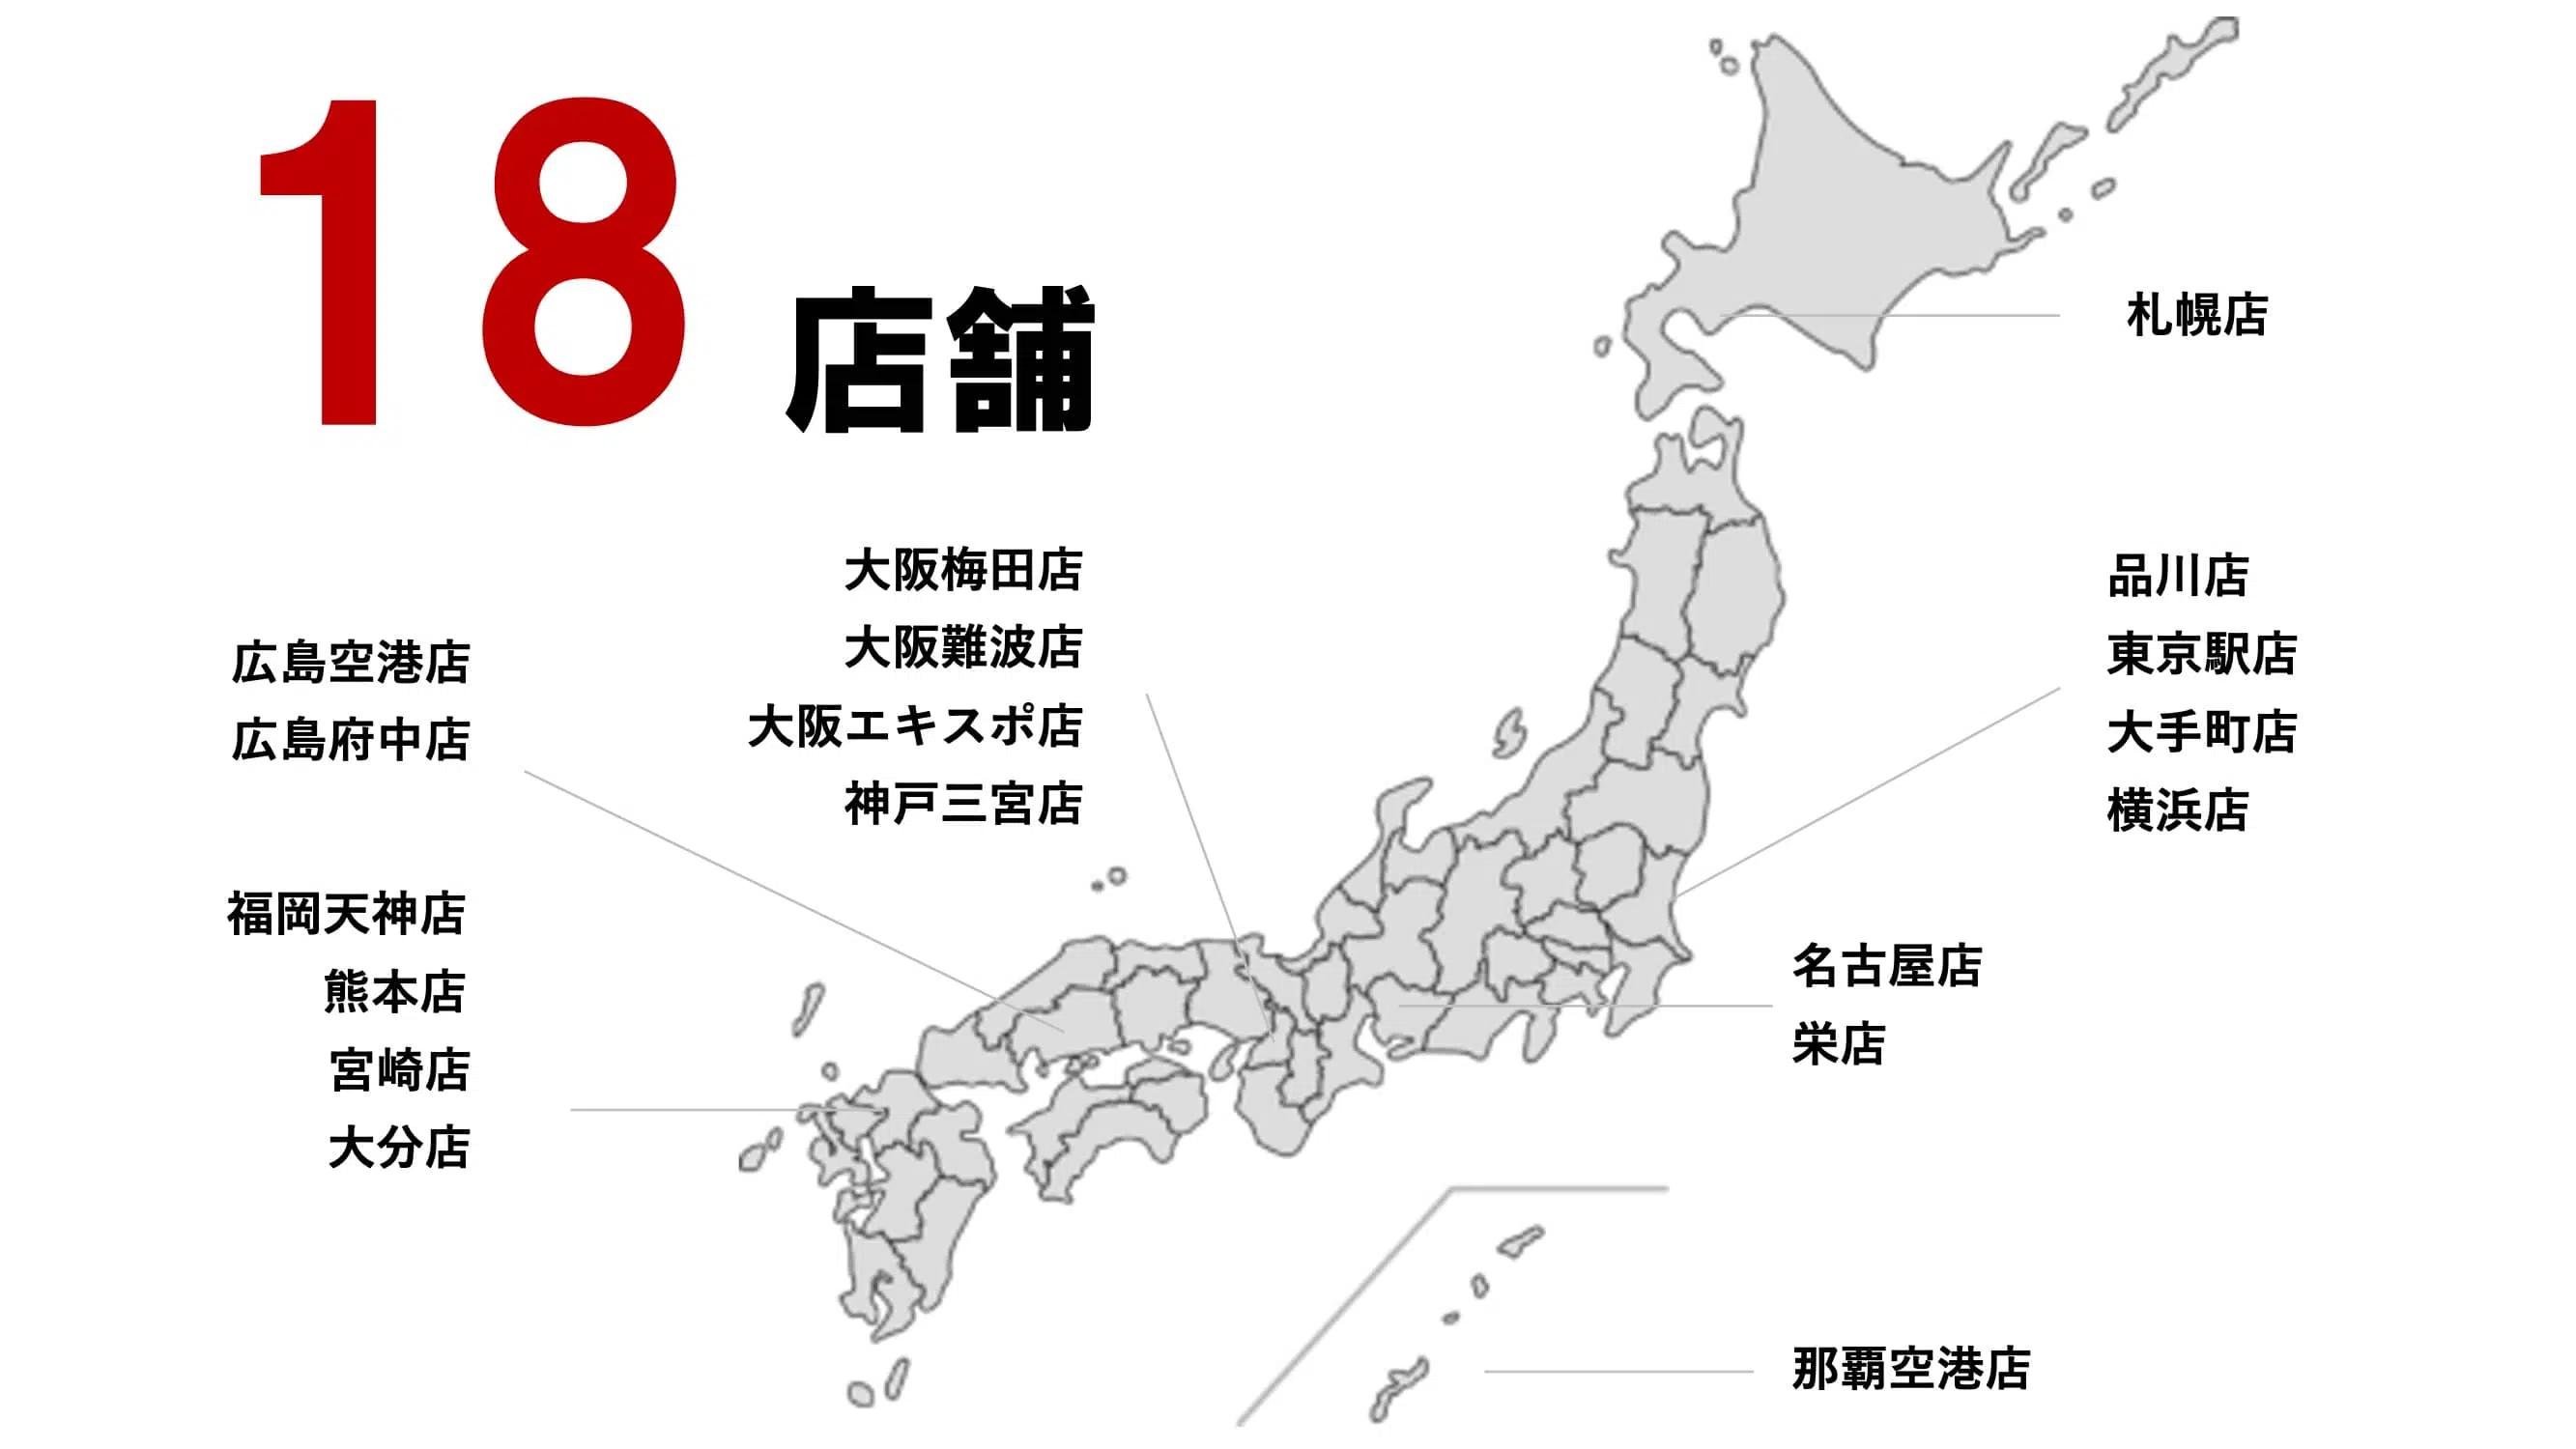 18 店舗
札幌店
大阪梅田店
大阪難波店
大阪エキスポ店
神戸三宮店
品川店
東京駅店
大手町店
横浜店
広島空港店
広島府中店
福岡天神店
熊本店
宮崎店
大分店
名古屋店
栄店
那覇空港店